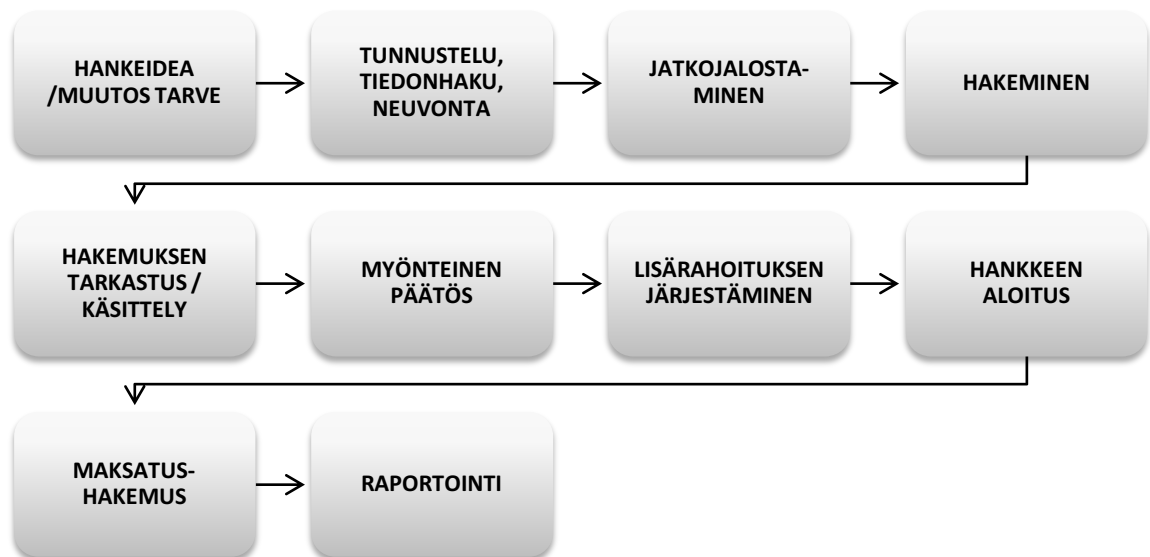 HANKEIDEA
/MUUTOS TARVE
TUNNUSTELU,
TIEDONHAKU,
NEUVONTA
JATKOJALOSTA-
MINEN
HAKEMINEN
HAKEMUKSEN
TARKASTUS /
KÄSITTELY
MYÖNTEINEN
PÄÄTÖS
LISÄRAHOITUKSEN
JÄRJESTÄMINEN
HANKKEEN
ALOITUS
MAKSATUS-
HAKEMUS
RAPORTOINTI